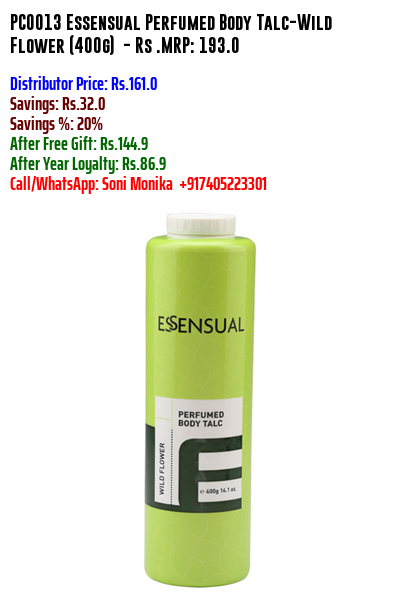 PC0013 Essensual Perfumed Body Talc-Wild
Flower (400g) - Rs .MRP: 193.0
Distributor Price: Rs.161.0
Savings: Rs.32.0
Savings %: 20%
After Free Gift: Rs.144.9
After Year Loyalty: Rs.86.9
Call/WhatsApp: Soni Monika +917405223301
ESSENSUAL
PERFUMED
BODY TALC
WILD FLOWER
e 400g 14.1 oz.